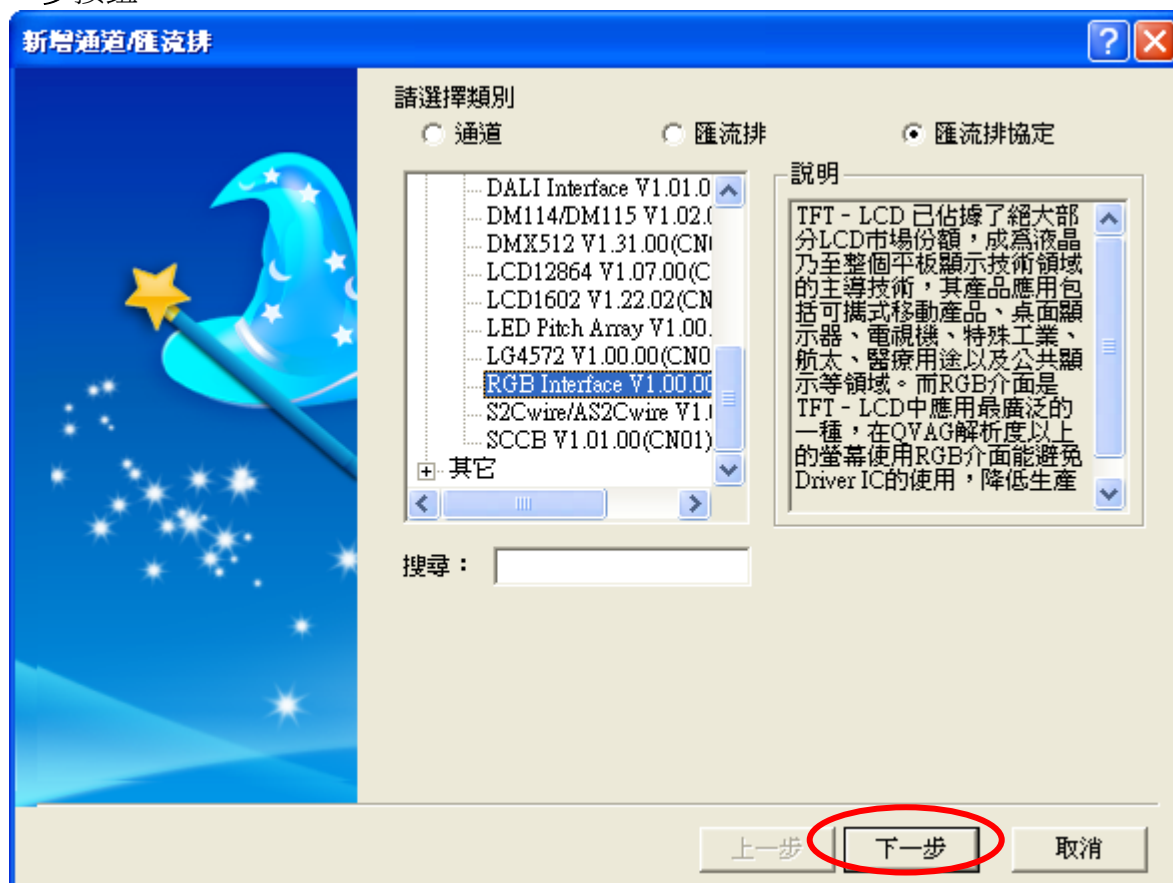 步按鈕
新增通道/匯流排
請選擇類別
通道 匯流排 匯流排協定
DALI Interface V1.01.0
DM114/DM115 V1.02.(
DMX512 V1.31.00(CN
LCD12864 V1.07.00(C
LCD1602 V1.22.02(CN
LED Pitch Array V1.00.
LG4572 V1.00.00(CN0
RGB Interface V1.00.00
S2Cwire/AS2Cwire V1.
SCCB V1.01.00(CN01)
其它
說明
TFT - LCD 已佔據了絕大部
分LCD市場份額，成為液晶
乃至整個平板顯示技術領域
的主導技術，其產品應用包
括可攜式移動產品、桌面顯
示器、電視機、特殊工業、
航太、醫療用途以及公共顯
示等領域。而RGB介面是
TFT - LCD中應用最廣泛的
一種，在QVAG解析度以上
的螢幕使用RGB介面能避免
Driver IC的使用，降低生產
搜尋：
上一步 下一步 取消